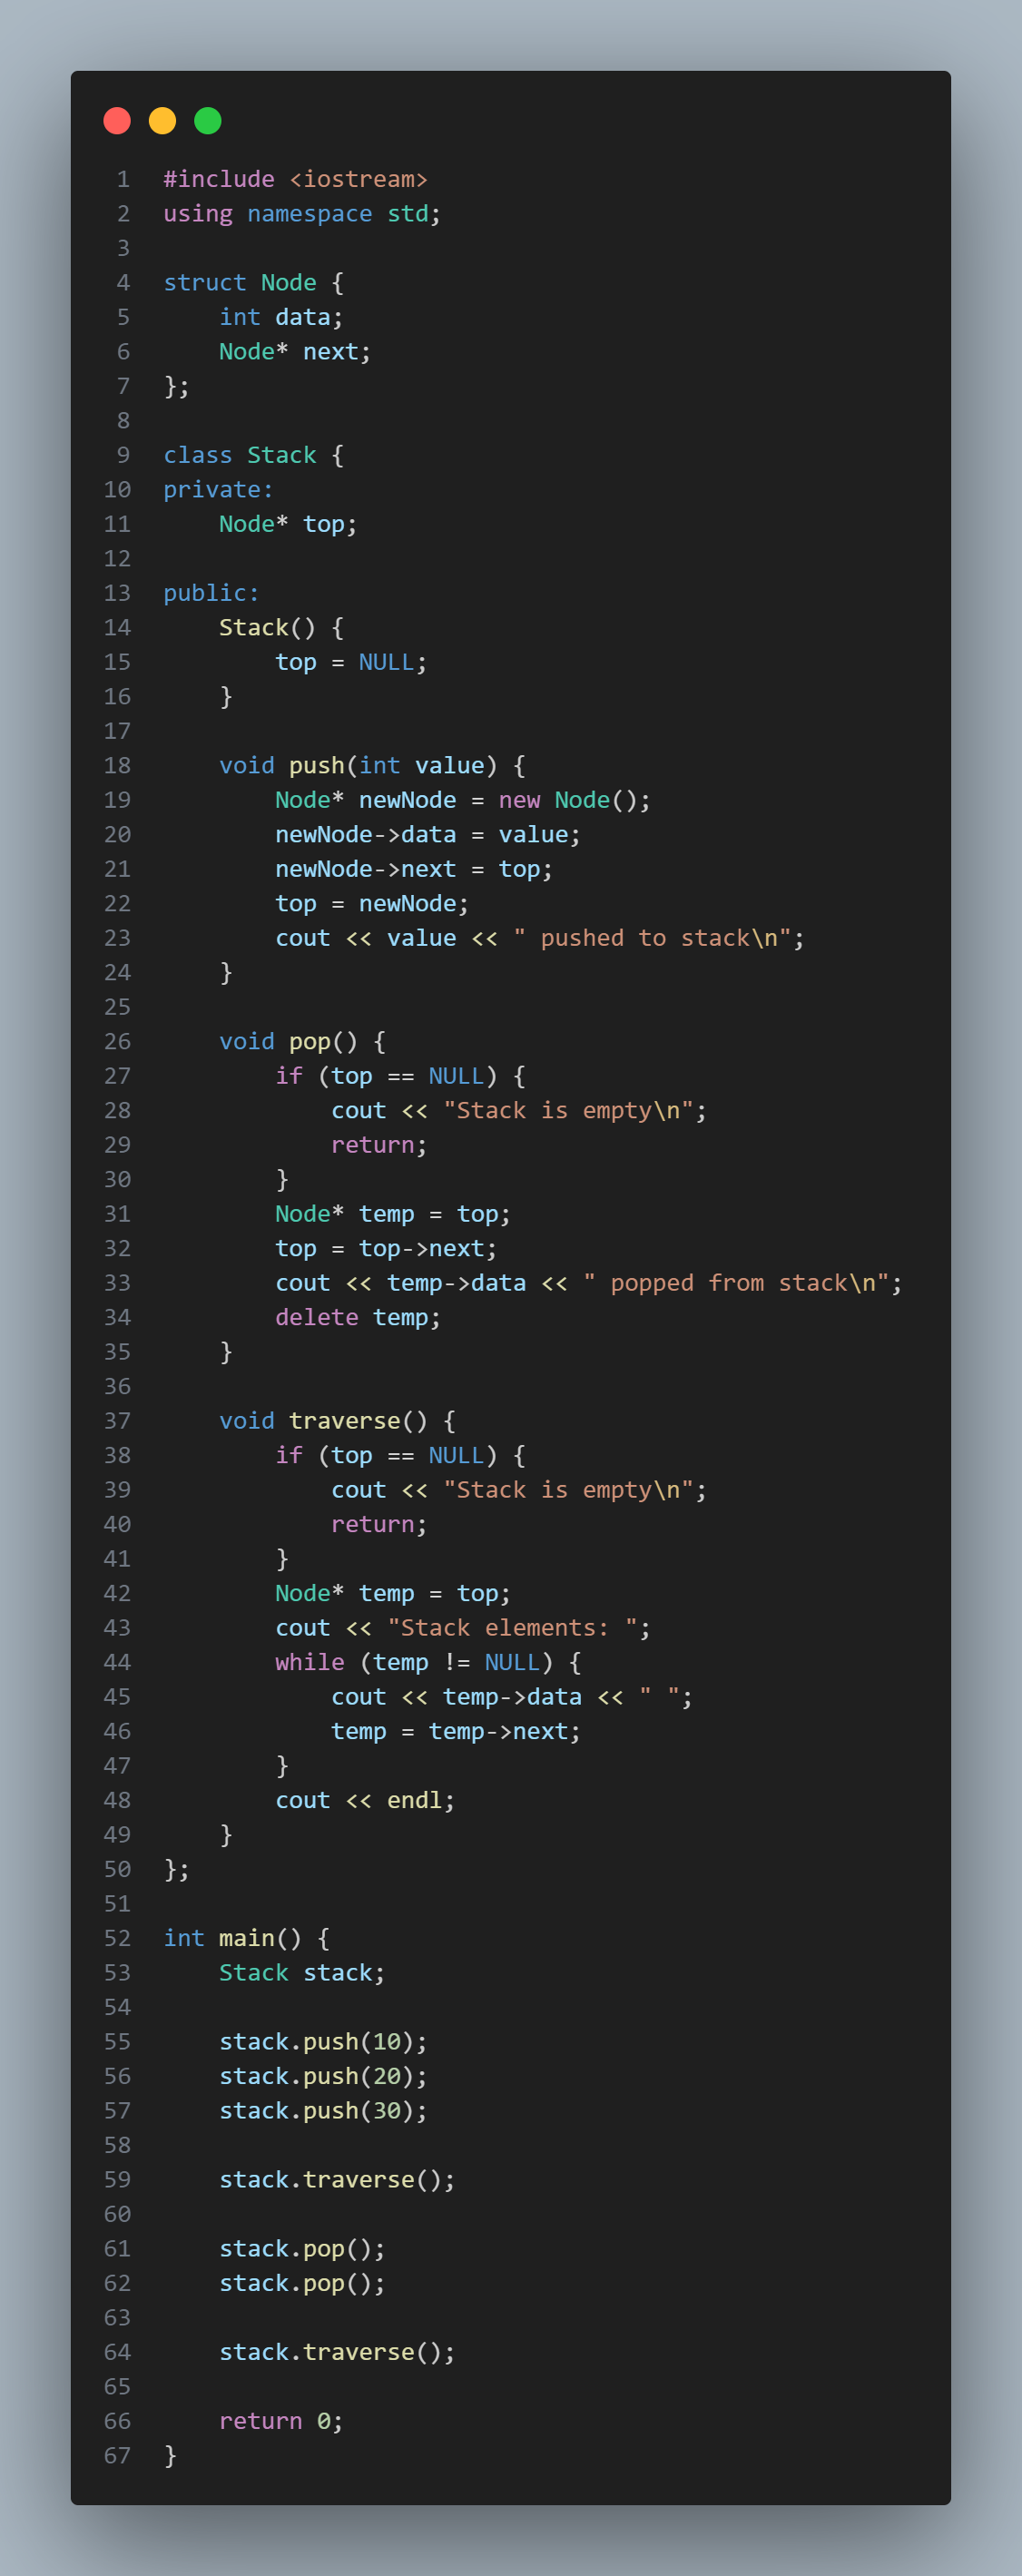 1 #include <iostream>
2 using namespace std;
3
4 struct Node {
5     int data;
6     Node* next;
7 };
8
9 class Stack {
10 private:
11     Node* top;
12
13 public:
14     Stack() {
15         top = NULL;
16     }
17
18     void push(int value) {
19         Node* newNode = new Node();
20         newNode->data = value;
21         newNode->next = top;
22         top = newNode;
23         cout << value << " pushed to stack\n";
24     }
25
26     void pop() {
27         if (top == NULL) {
28             cout << "Stack is empty\n";
29             return;
30         }
31         Node* temp = top;
32         top = top->next;
33         cout << temp->data << " popped from stack\n";
34         delete temp;
35     }
36
37     void traverse() {
38         if (top == NULL) {
39             cout << "Stack is empty\n";
40             return;
41         }
42         Node* temp = top;
43         cout << "Stack elements: ";
44         while (temp != NULL) {
45             cout << temp->data << " ";
46             temp = temp->next;
47         }
48         cout << endl;
49     }
50 };
51
52 int main() {
53     Stack stack;
54
55     stack.push(10);
56     stack.push(20);
57     stack.push(30);
58
59     stack.traverse();
60
61     stack.pop();
62     stack.pop();
63
64     stack.traverse();
65
66     return 0;
67 }